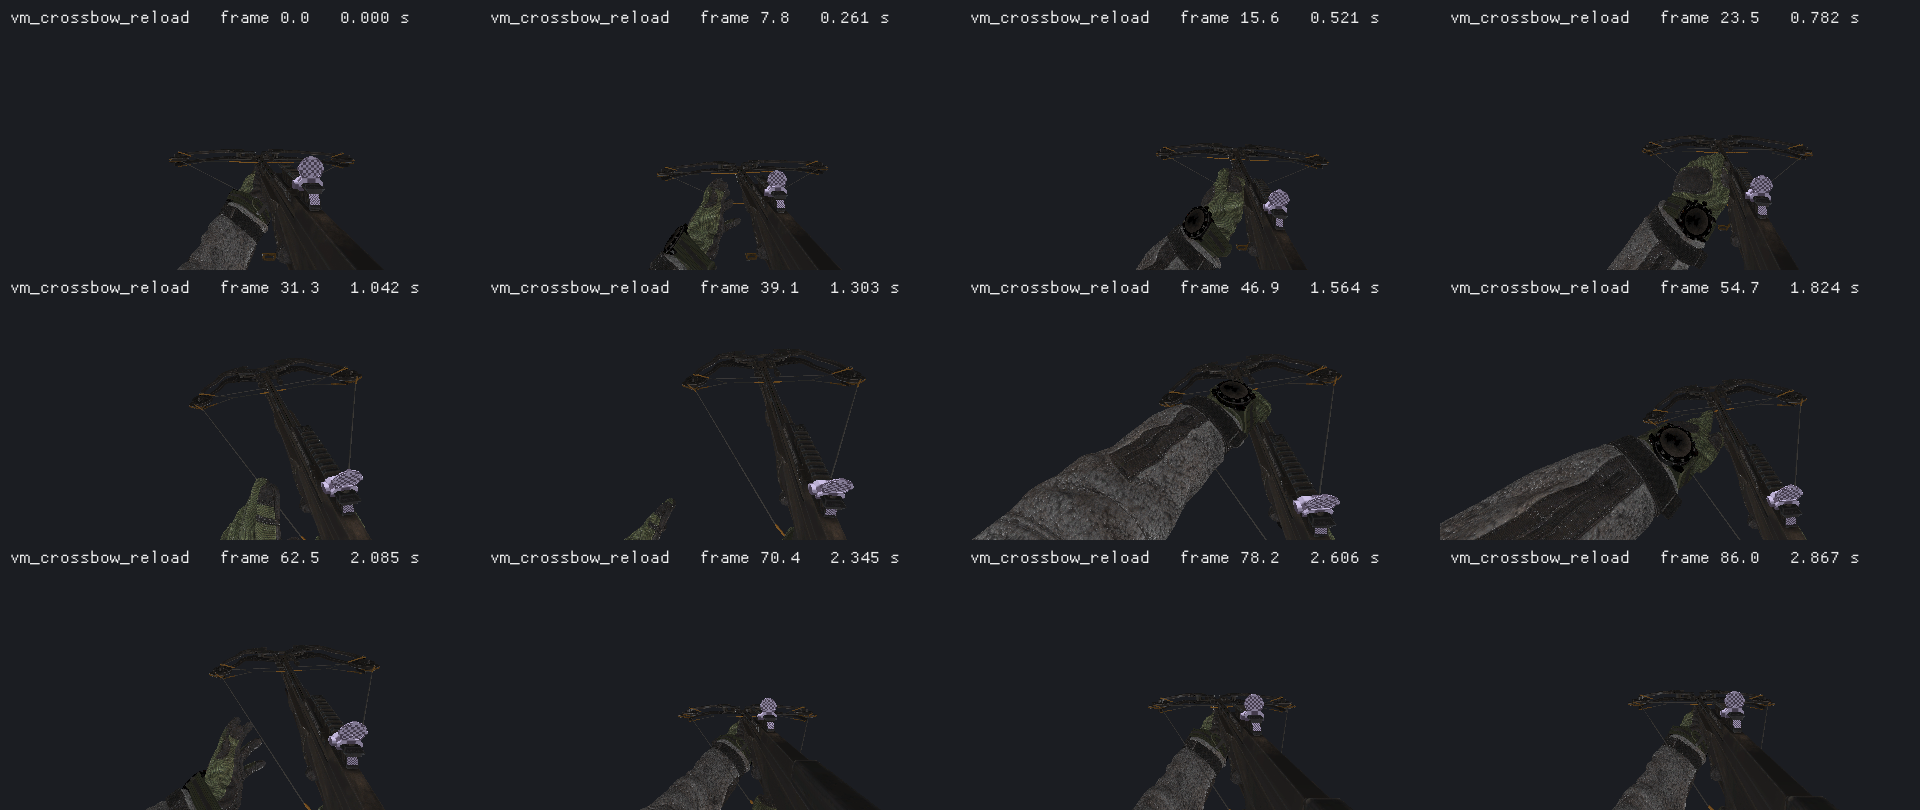 vm_crossbow_reload frame 0.0 0.000 s
vm_crossbow_reload frame 7.8 0.261 s
vm_crossbow_reload frame 15.6 0.521 s
vm_crossbow_reload frame 23.5 0.782 s
vm_crossbow_reload frame 31.3 1.042 s
vm_crossbow_reload frame 39.1 1.303 s
vm_crossbow_reload frame 46.9 1.564 s
vm_crossbow_reload frame 54.7 1.824 s
vm_crossbow_reload frame 62.5 2.085 s
vm_crossbow_reload frame 70.4 2.345 s
vm_crossbow_reload frame 78.2 2.606 s
vm_crossbow_reload frame 86.0 2.867 s